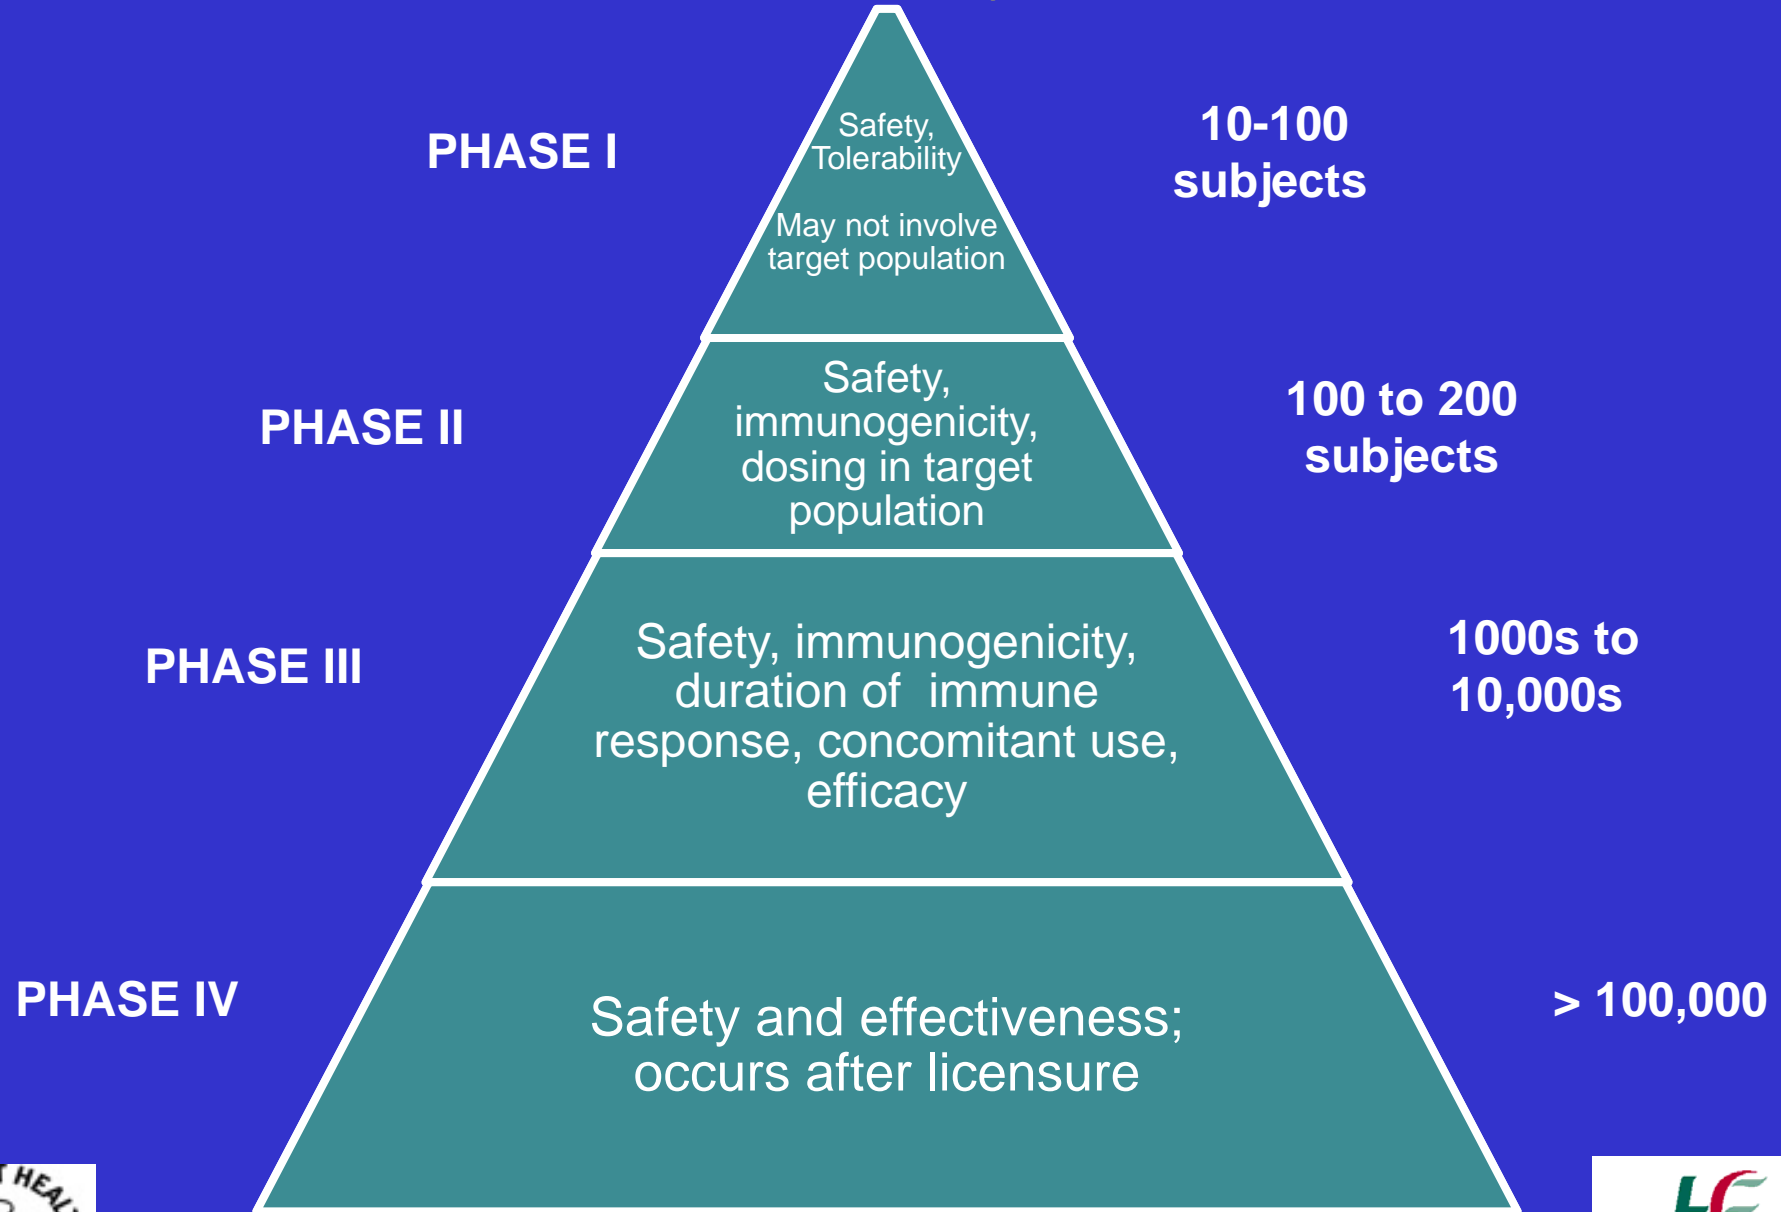 PHASE I
Safety,
Tolerability
May not involve
target population
10-100
subjects
PHASE II
Safety,
immunogenicity,
dosing in target
population
100 to 200
subjects
PHASE III
Safety, immunogenicity,
duration of  immune
response, concomitant use,
efficacy
1000s to
10,000s
PHASE IV
Safety and effectiveness;
occurs after licensure
> 100,000